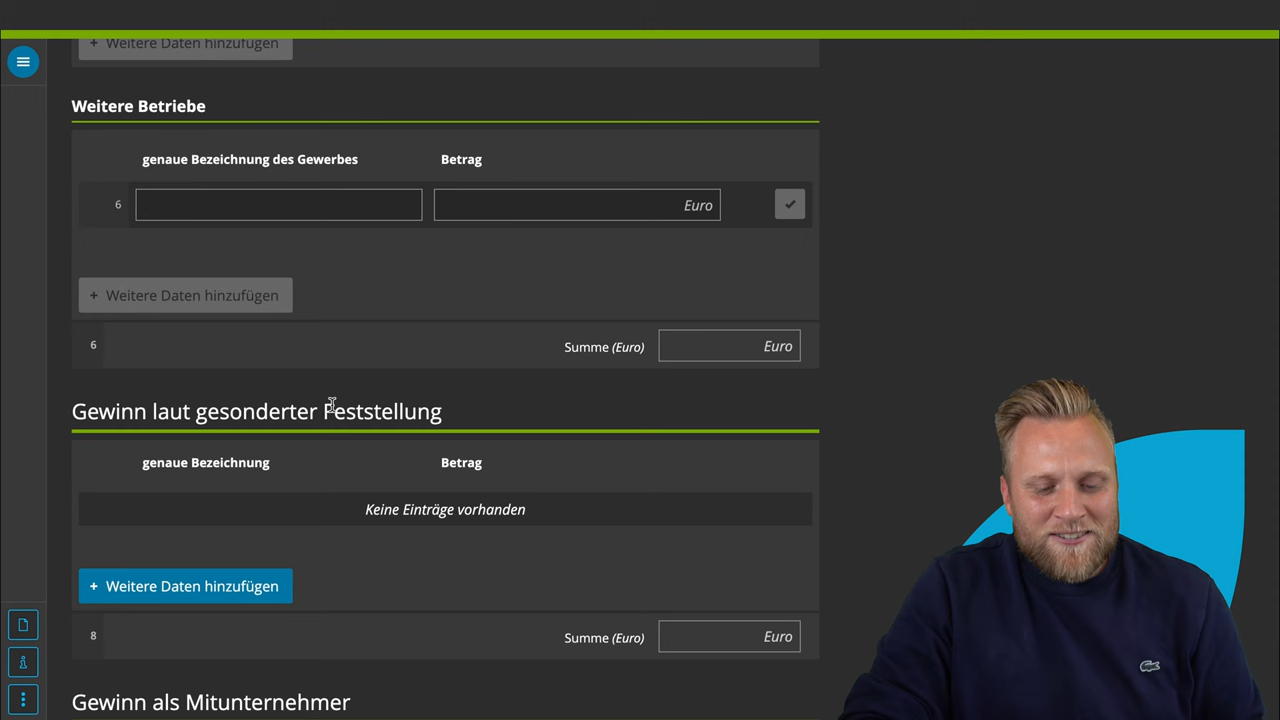 + Weitere Daten hinzufügen
Weitere Betriebe
genaue Bezeichnung des Gewerbes Betrag
6 Euro
+ Weitere Daten hinzufügen
6 Summe (Euro) Euro
Gewinn laut gesonderter Feststellung
genaue Bezeichnung Betrag
Keine Einträge vorhanden
+ Weitere Daten hinzufügen
8 Summe (Euro) Euro
Gewinn als Mitunternehmer